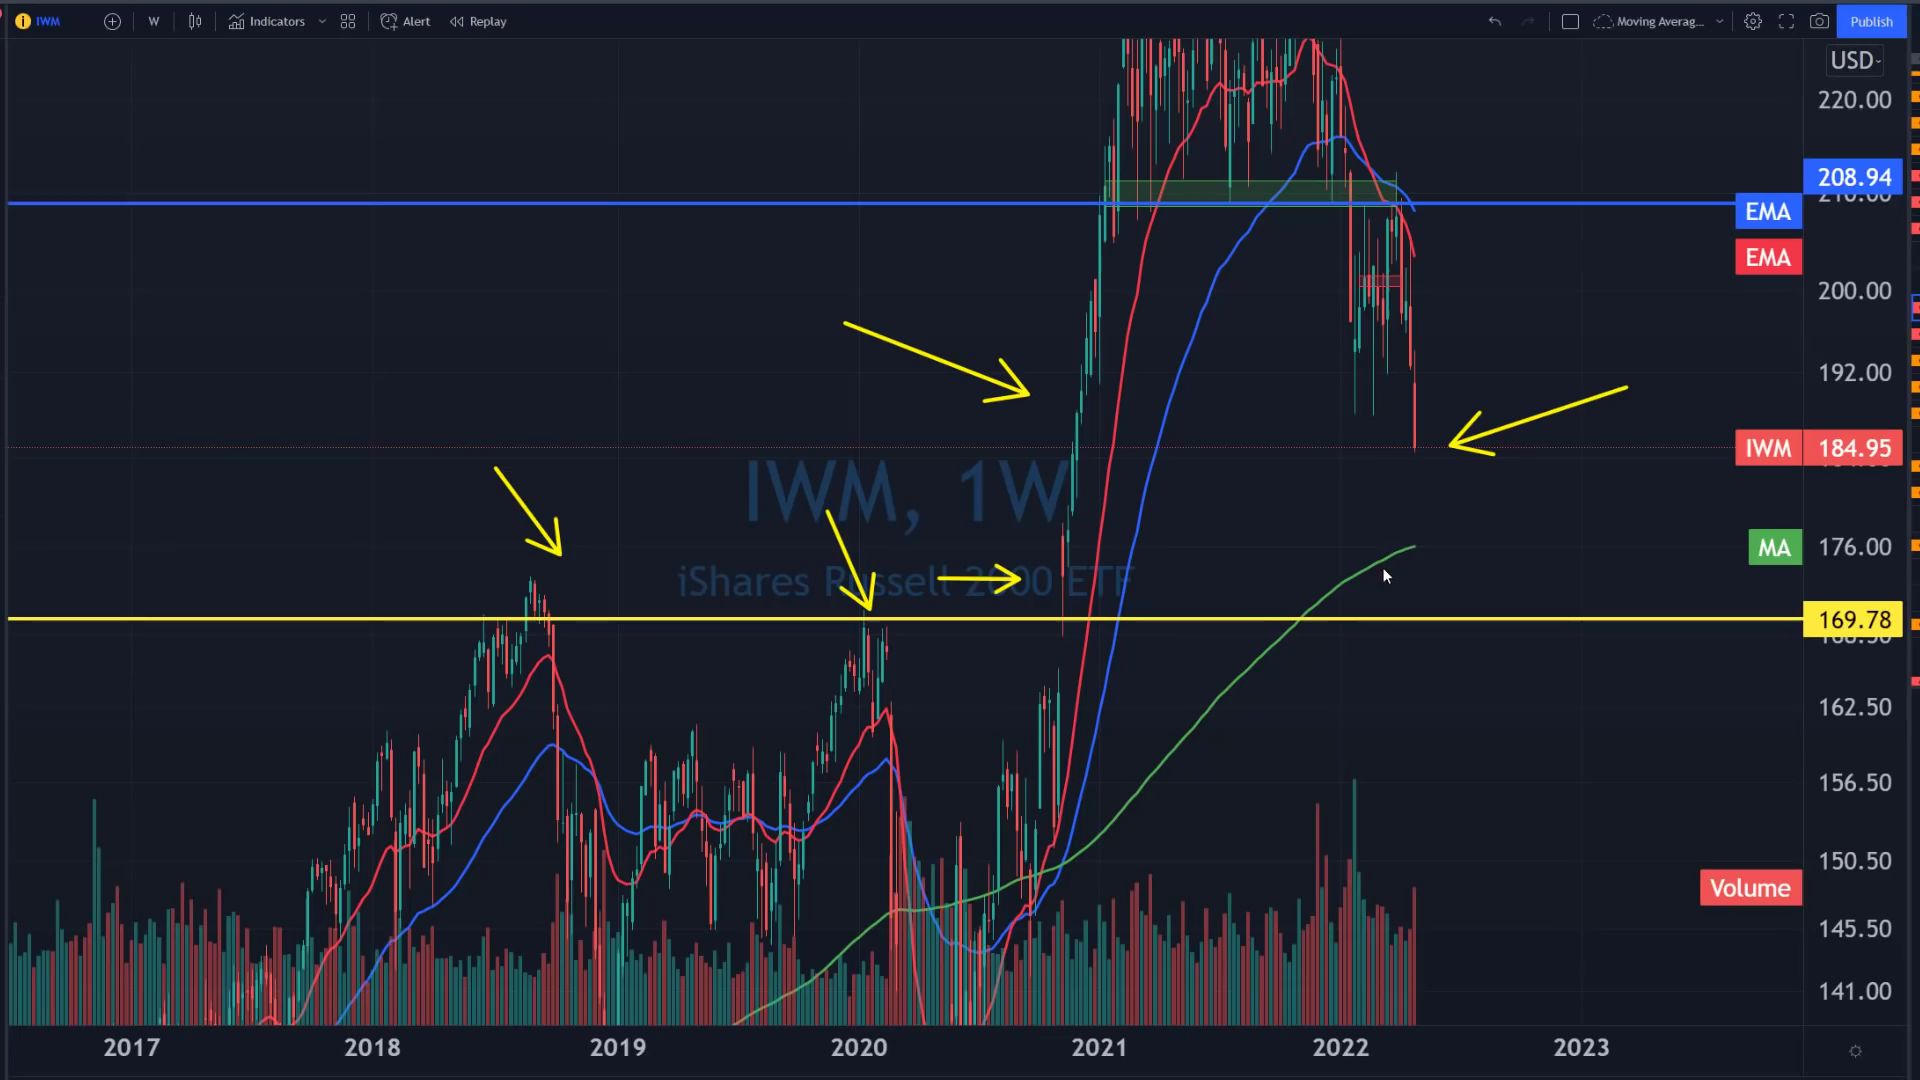 IWM W Indicators Alert Replay Moving Averag... Publish
USD
220.00
208.94
210.00
EMA
EMA
200.00
192.00
IWM 184.95
IWM, 1W
iShares Russell 2000 ETF
MA 176.00
169.78
162.50
156.50
150.50
Volume
145.50
141.00
2017 2018 2019 2020 2021 2022 2023